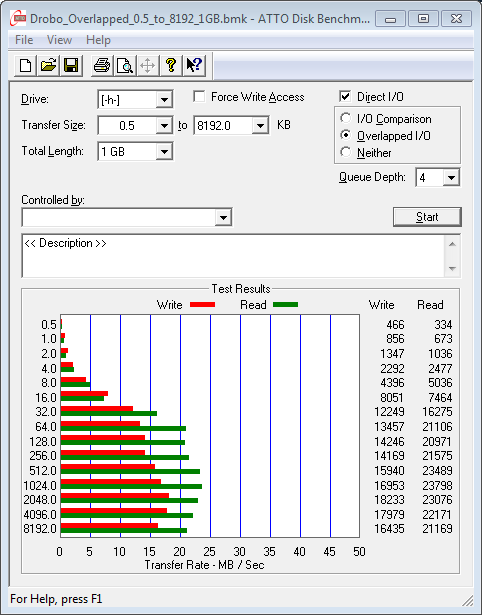 Drobo_Overlapped_0.5_to_8192_1GB.bmk - ATTO Disk Benchm...
File View Help
Drive: [-h-] Force Write Access Direct I/O
Transfer Size: 0.5 to 8192.0 KB I/O Comparison
Overlapped I/O
Total Length: 1 GB Neither
Queue Depth: 4
Controlled by:
Start
<< Description >>
Test Results
Write Read Write Read
0.5 466 334
1.0 856 673
2.0 1347 1036
4.0 2292 2477
8.0 4396 5036
16.0 8051 7464
32.0 12249 16275
64.0 13457 21106
128.0 14246 20971
256.0 14169 21575
512.0 15940 23489
1024.0 16953 23798
2048.0 18233 23076
4096.0 17979 22171
8192.0 16435 21169
0 5 10 15 20 25 30 35 40 45 50
Transfer Rate - MB / Sec
For Help, press F1